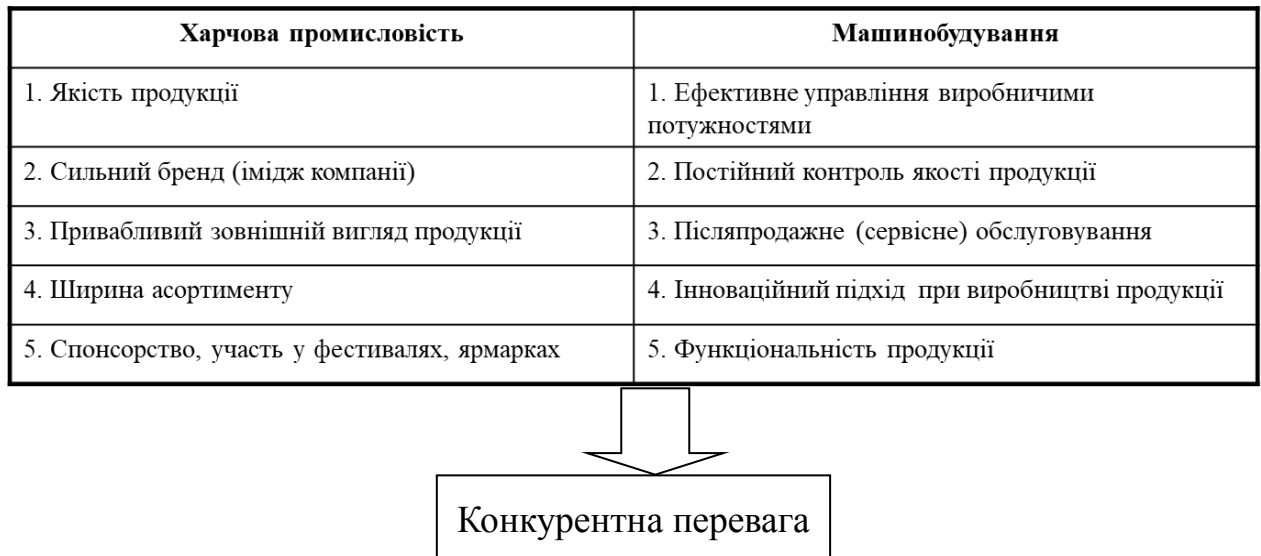 Харчова промисловість
Машинобудування
1. Якість продукції
1. Ефективне управління виробничими
потужностями
2. Сильний бренд (імідж компанії)
2. Постійний контроль якості продукції
3. Привабливий зовнішній вигляд продукції
3. Післяпродажне (сервісне) обслуговування
4. Ширина асортименту
4. Інноваційний підхід при виробництві продукції
5. Спонсорство, участь у фестивалях, ярмарках
5. Функціональність продукції
Конкурентна перевага